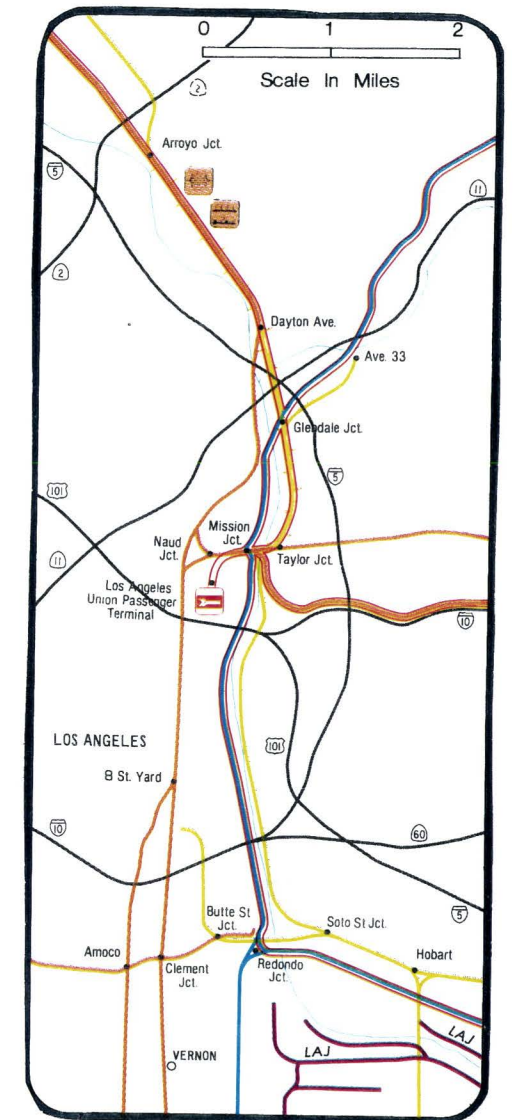 0 1 2
Scale In Miles
2
Arroyo Jct.
5
11
2
Dayton Ave.
Ave. 33
Glendale Jct.
101
5
Mission
Jct.
Naud
Jct.
11
Taylor Jct.
Los Angeles
Union Passenger
Terminal
10
LOS ANGELES
101
8 St. Yard
10
60
5
Butte St
Jct.
Soto St Jct.
Amoco
Clement
Jct.
Redondo
Jct.
Hobart
LAJ
LAJ
VERNON